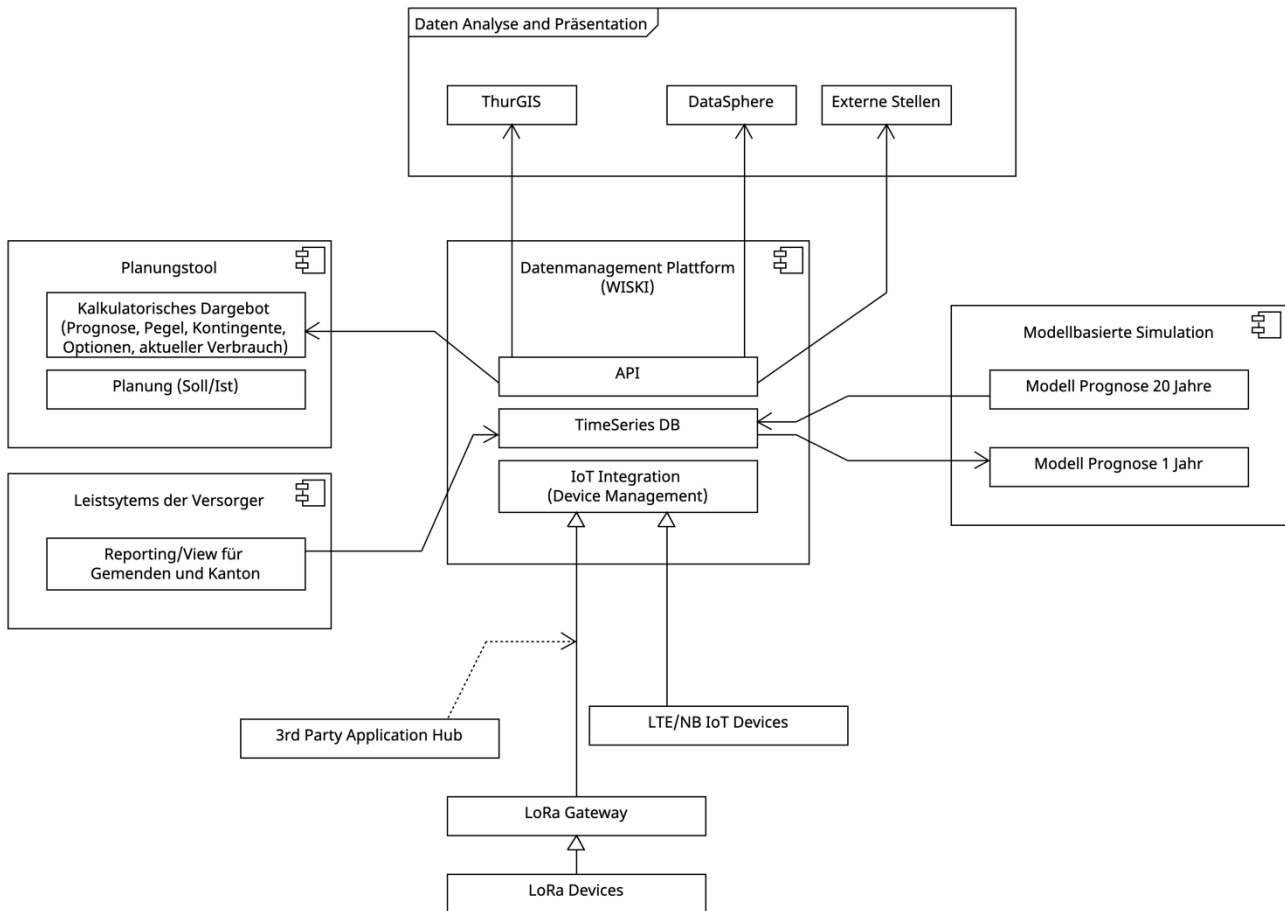 Daten Analyse and Präsentation
ThurGIS
DataSphere
Externe Stellen
Planungstool
Kalkulatorisches Dargebot
(Prognose, Pegel, Kontingente,
Optionen, aktueller Verbrauch)
Planung (Soll/Ist)
Datenmanagement Plattform
(WISKI)
API
TimeSeries DB
IoT Integration
(Device Management)
Modellbasierte Simulation
Modell Prognose 20 Jahre
Modell Prognose 1 Jahr
Leistsytems der Versorger
Reporting/View für
Gemenden und Kanton
3rd Party Application Hub
LTE/NB IoT Devices
LoRa Gateway
LoRa Devices